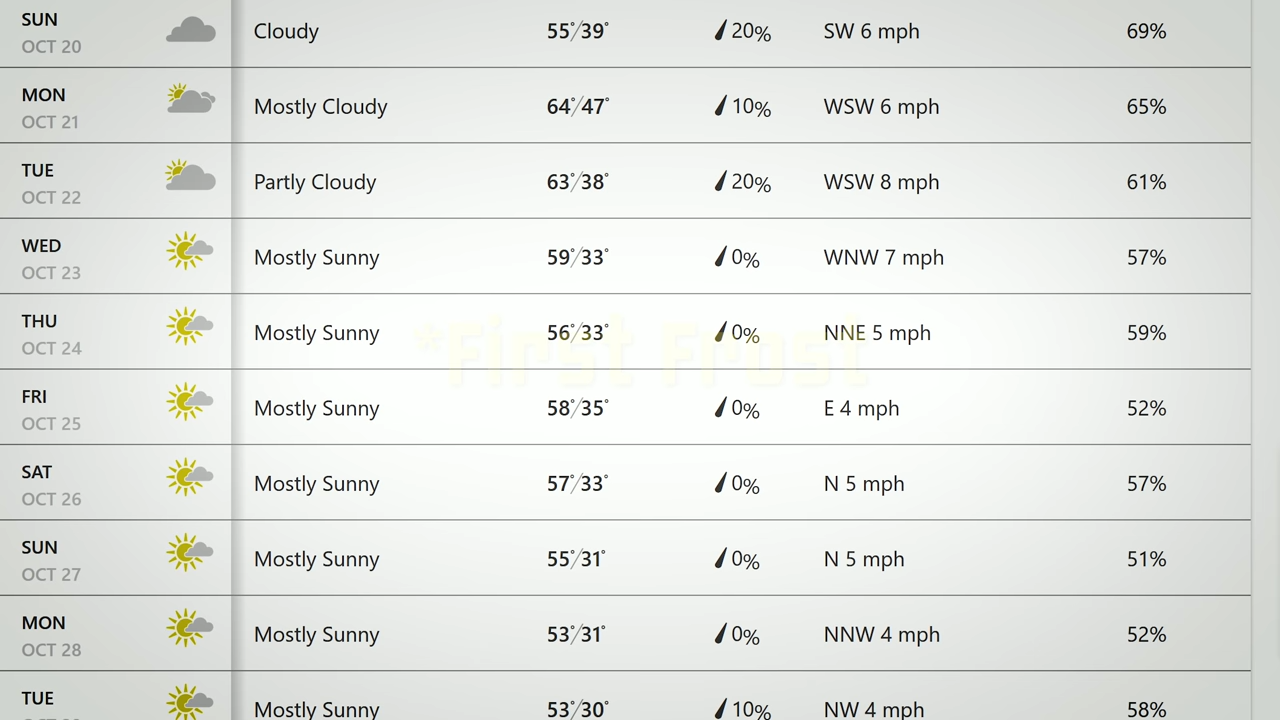 SUN
OCT 20
Cloudy 55°/39° 20% SW 6 mph 69%
MON
OCT 21
Mostly Cloudy 64°/47° 10% WSW 6 mph 65%
TUE
OCT 22
Partly Cloudy 63°/38° 20% WSW 8 mph 61%
WED
OCT 23
Mostly Sunny 59°/33° 0% WNW 7 mph 57%
THU
OCT 24
Mostly Sunny 56°/33° 0% NNE 5 mph 59%
*First Frost
FRI
OCT 25
Mostly Sunny 58°/35° 0% E 4 mph 52%
SAT
OCT 26
Mostly Sunny 57°/33° 0% N 5 mph 57%
SUN
OCT 27
Mostly Sunny 55°/31° 0% N 5 mph 51%
MON
OCT 28
Mostly Sunny 53°/31° 0% NNW 4 mph 52%
TUE
Mostly Sunny 53°/30° 10% NW 4 mph 58%